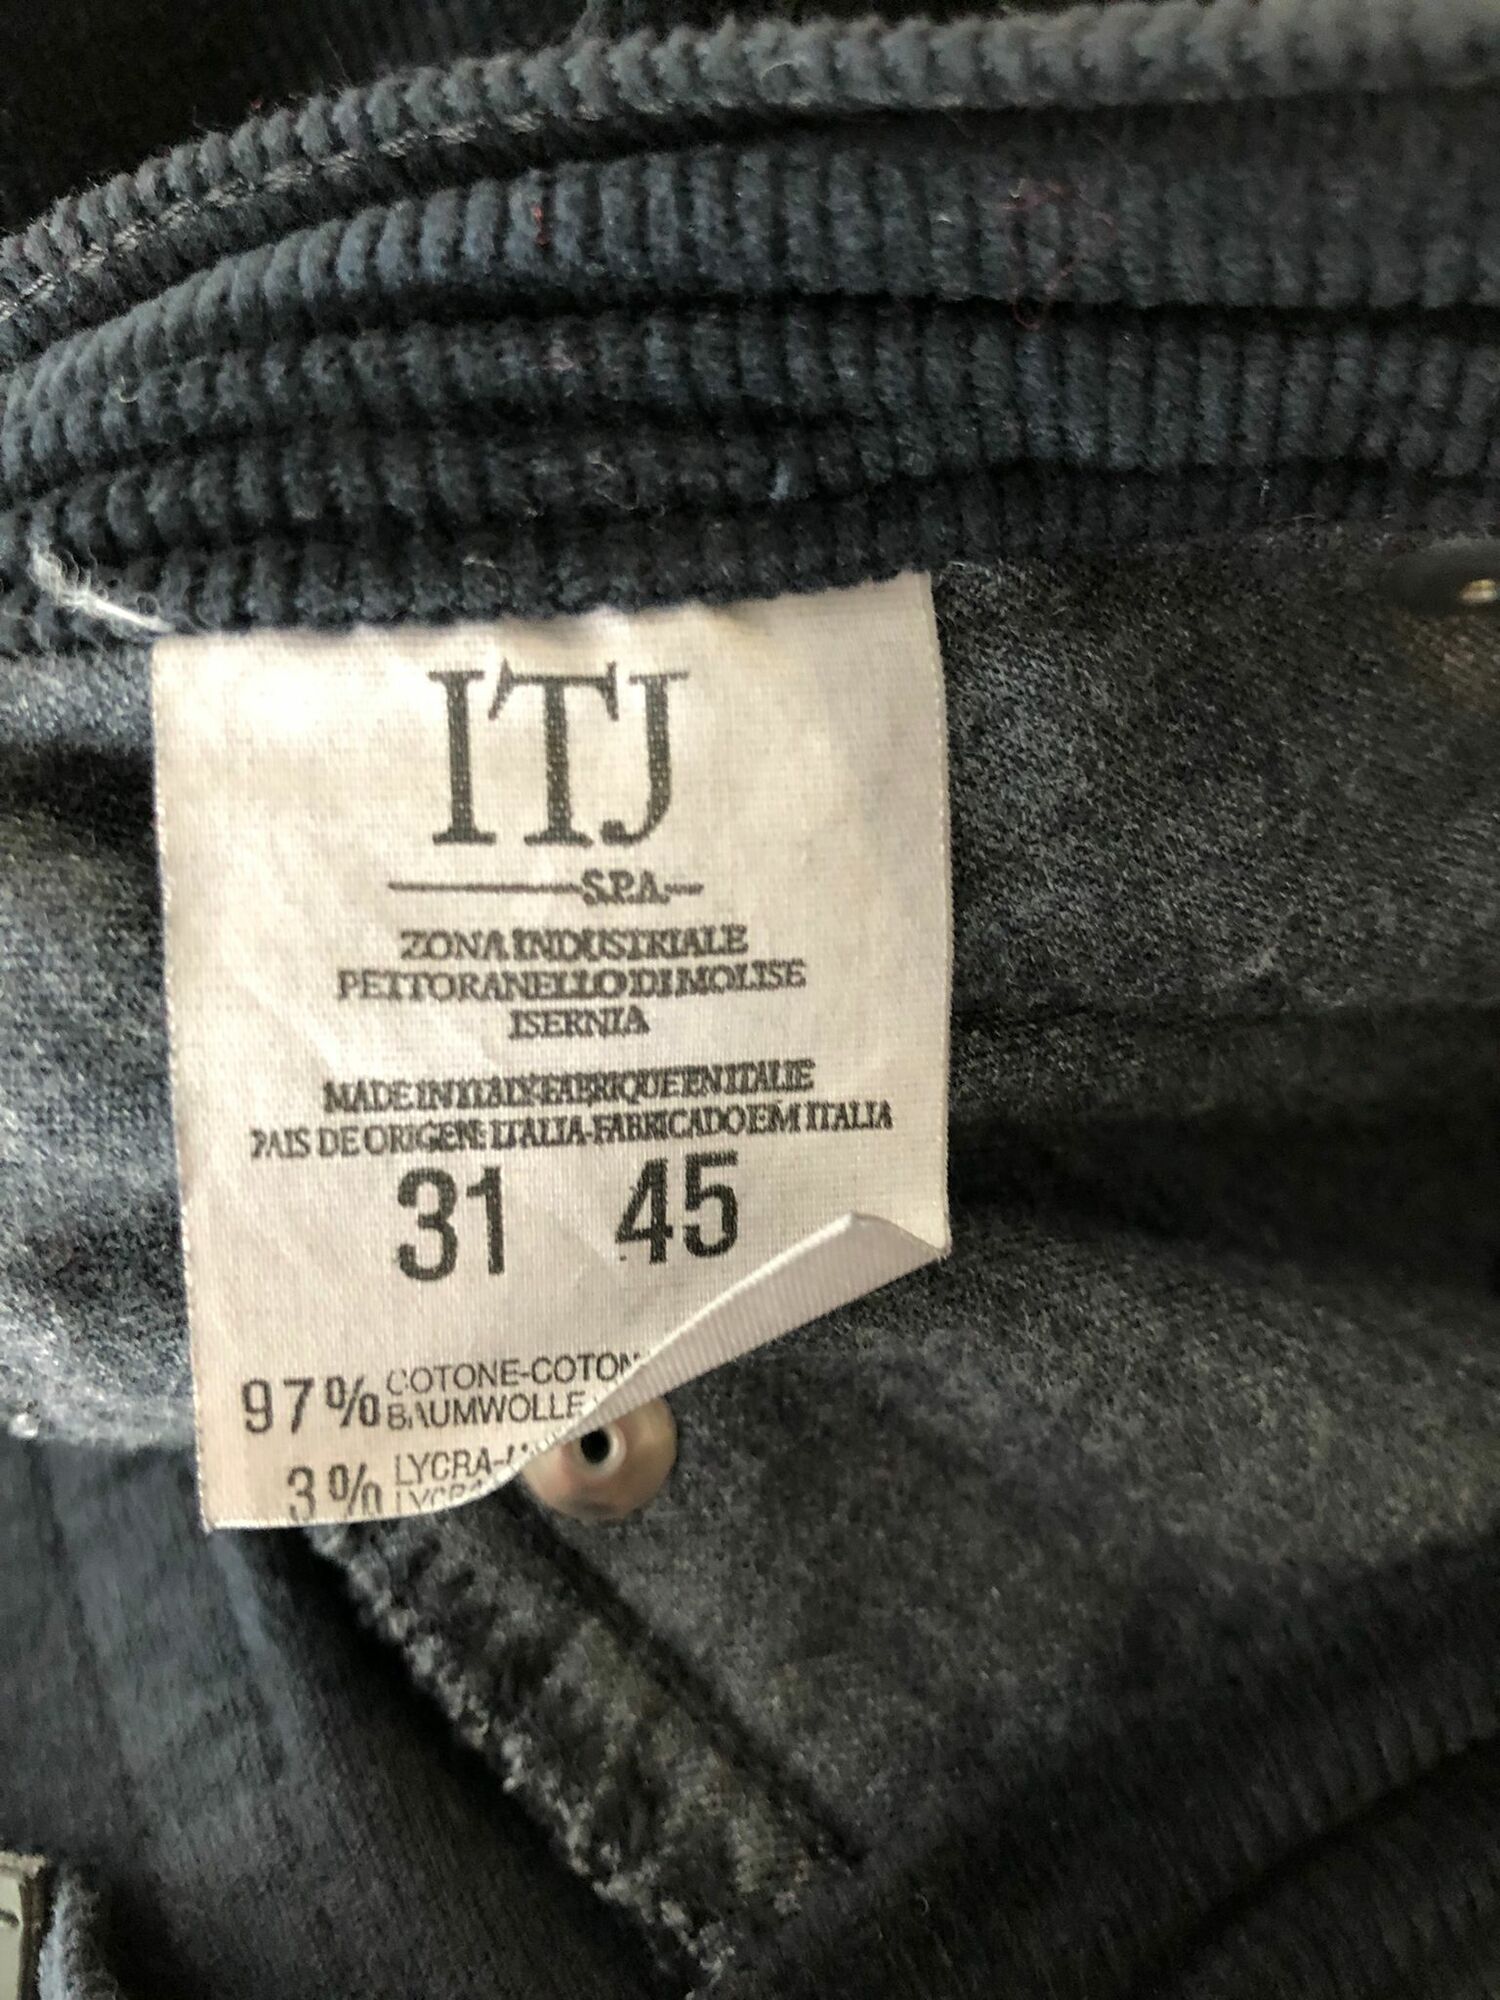 ITJ
S.P.A.
ZONA INDUSTRIALE
PETTORANELLO DI MOLISE
ISERNIA
MADE IN ITALY-FABRIQUE EN ITALIE
PAIS DE ORIGEN: ITALIA-FABRICADO EM ITALIA
31 45
97% COTONE-COTON
BAUMWOLLE
3% LYCRA-
LYCRA